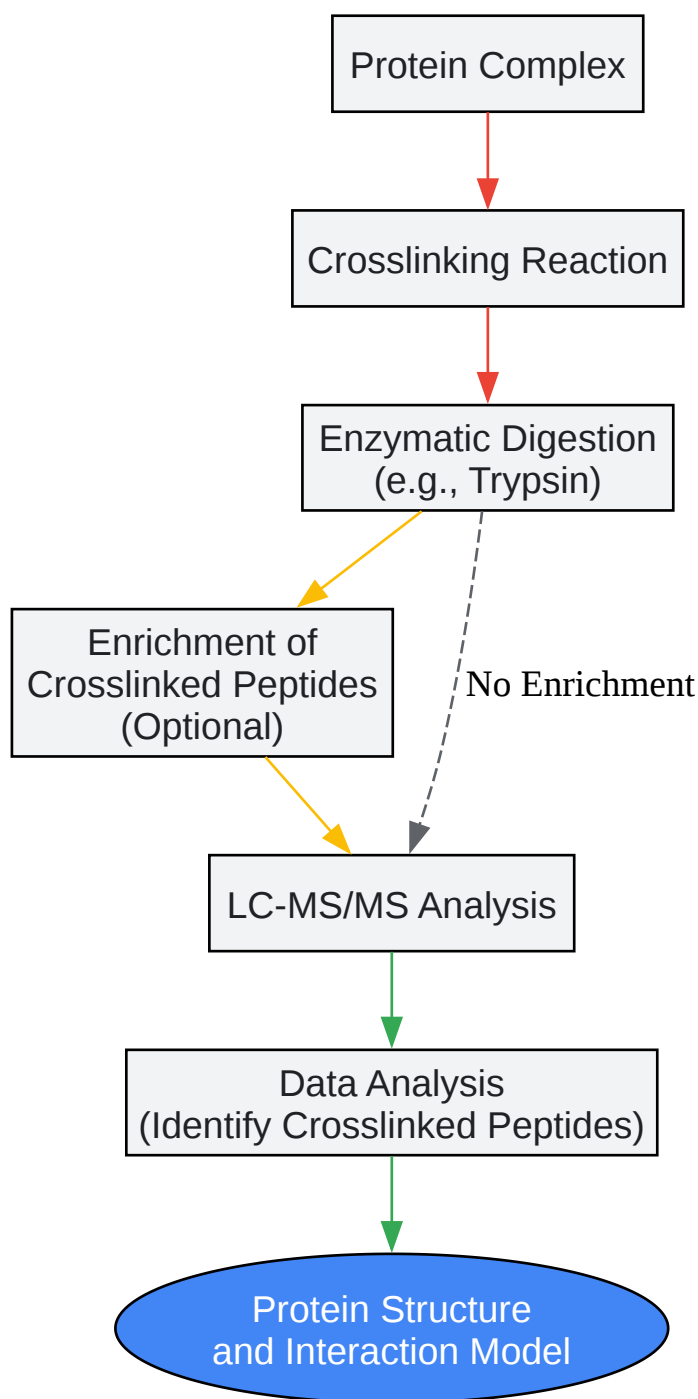 Protein Complex
Crosslinking Reaction
Enzymatic Digestion
(e.g., Trypsin)
Enrichment of
Crosslinked Peptides
(Optional)
No Enrichment
LC-MS/MS Analysis
Data Analysis
(Identify Crosslinked Peptides)
Protein Structure
and Interaction Model